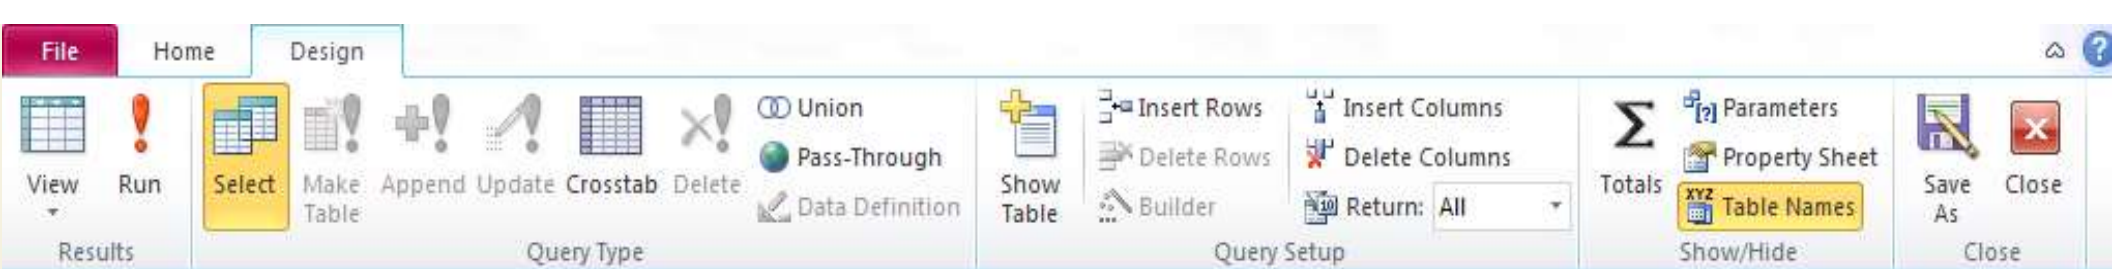 File
Home
Design
View
Run
Results
Select
Make
Table
Append
Update
Crosstab
Delete
Union
Pass-Through
Data Definition
Query Type
Show
Table
Insert Rows
Delete Rows
Builder
Insert Columns
Delete Columns
Return: All
Query Setup
Totals
Parameters
Property Sheet
XYZ
Table Names
Show/Hide
Save
As
Close
Close